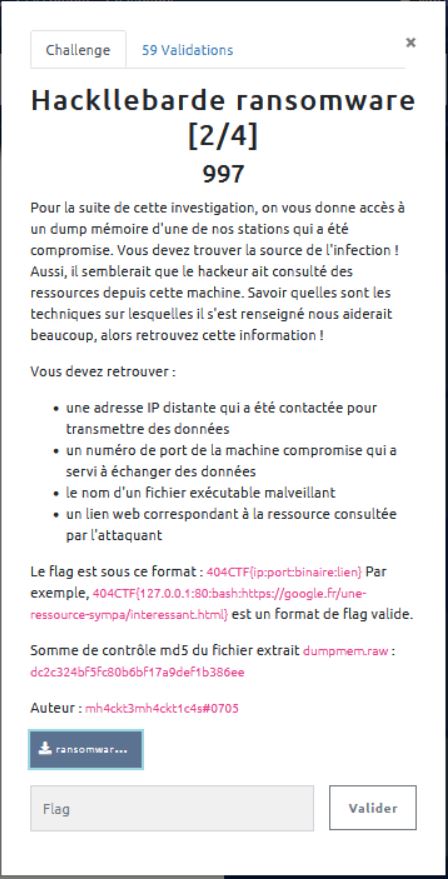 Challenge
59 Validations
×
Hackllebarde ransomware
[2/4]
997
Pour la suite de cette investigation, on vous donne accès à
un dump mémoire d'une de nos stations qui a été
compromise. Vous devez trouver la source de l'infection !
Aussi, il semblerait que le hackeur ait consulté des
ressources depuis cette machine. Savoir quelles sont les
techniques sur lesquelles il s'est renseigné nous aiderait
beaucoup, alors retrouvez cette information !
Vous devez retrouver :
• une adresse IP distante qui a été contactée pour
transmettre des données
• un numéro de port de la machine compromise qui a
servi à échanger des données
• le nom d'un fichier exécutable malveillant
• un lien web correspondant à la ressource consultée
par l'attaquant
Le flag est sous ce format : 404CTF{ip:port:binaire:lien} Par
exemple, 404CTF{127.0.0.1:80:bash:https://google.fr/une-
ressource-sympa/interessant.html} est un format de flag valide.
Somme de contrôle md5 du fichier extrait dumpmem.raw :
dc2c324bf5fc80b6bf17a9def1b386ee
Auteur : mh4ckt3mh4ckt1c4s#0705
ransomwar...
Flag
Valider